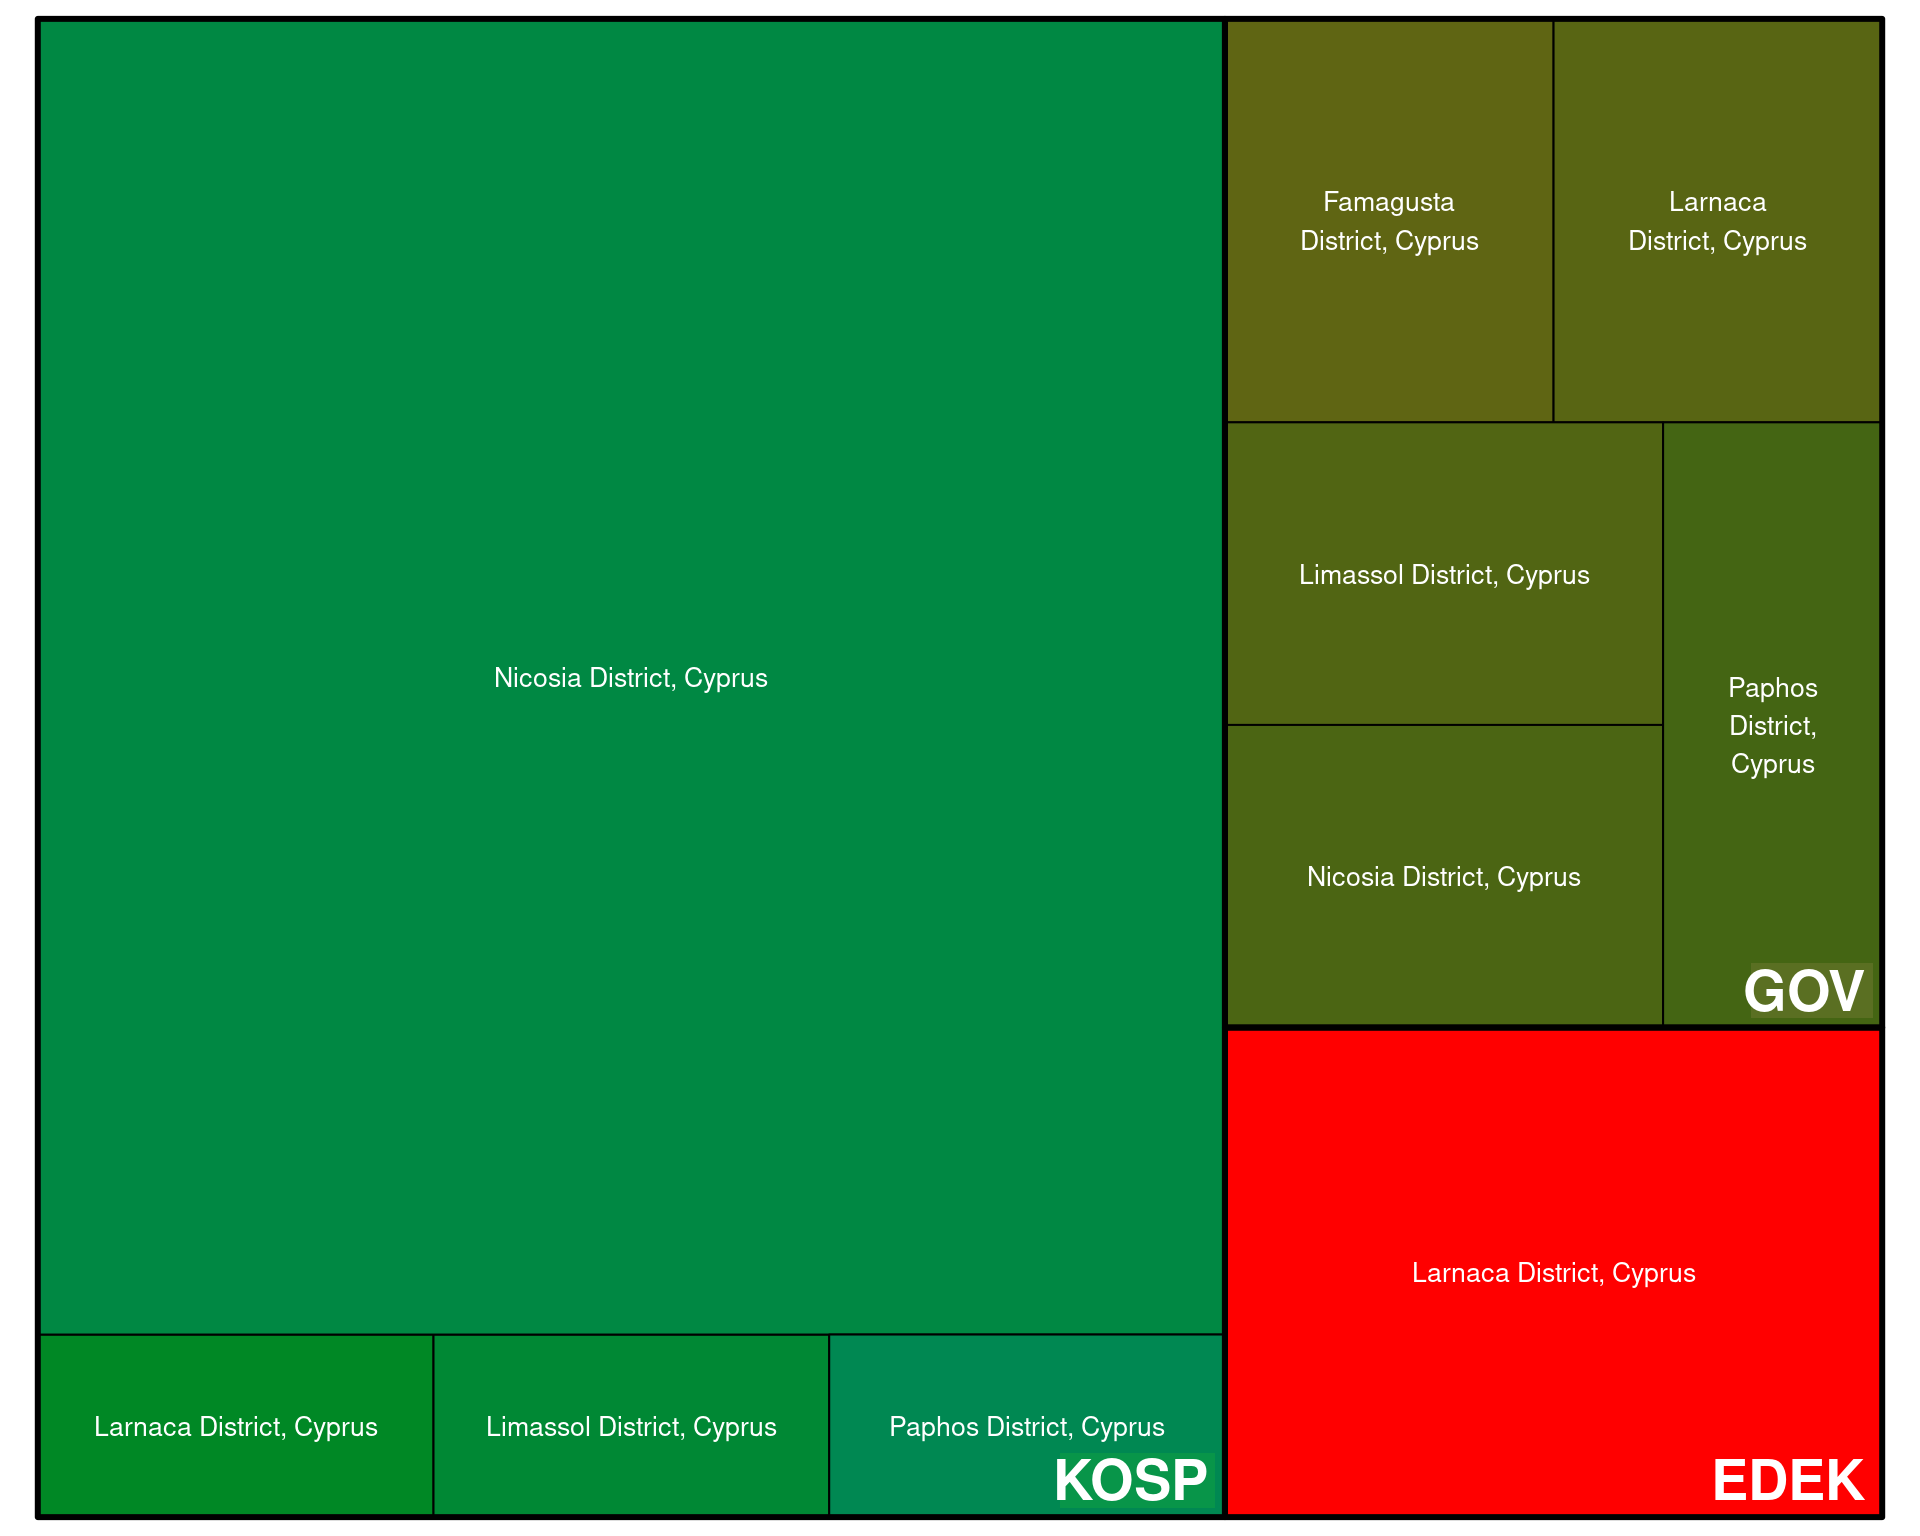 Nicosia District, Cyprus
Larnaca District, Cyprus
Limassol District, Cyprus
Paphos District, Cyprus
KOSP
Famagusta
District, Cyprus
Larnaca
District, Cyprus
Limassol District, Cyprus
Nicosia District, Cyprus
Paphos
District,
Cyprus
GOV
Larnaca District, Cyprus
EDEK